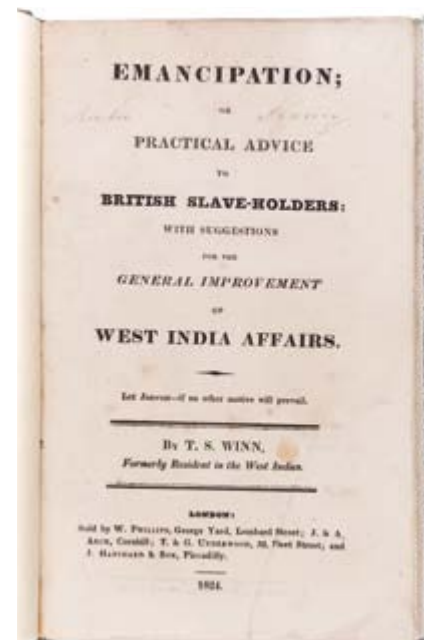 EMANCIPATION;
OR
PRACTICAL ADVICE
TO
BRITISH SLAVE-HOLDERS:
WITH SUGGESTIONS
FOR THE
GENERAL IMPROVEMENT
OF
WEST INDIA AFFAIRS.
Let Interest—if no other motive will prevail.
BY T. S. WINN,
Formerly Resident in the West Indies.
LONDON:
Sold by W. PHILLIPS, George Yard, Lombard Street; J. & A.
ARCH, Cornhill; T. & G. UNDERWOOD, 32, Fleet Street; and
J. HATCHARD & SON, Piccadilly.
1824.